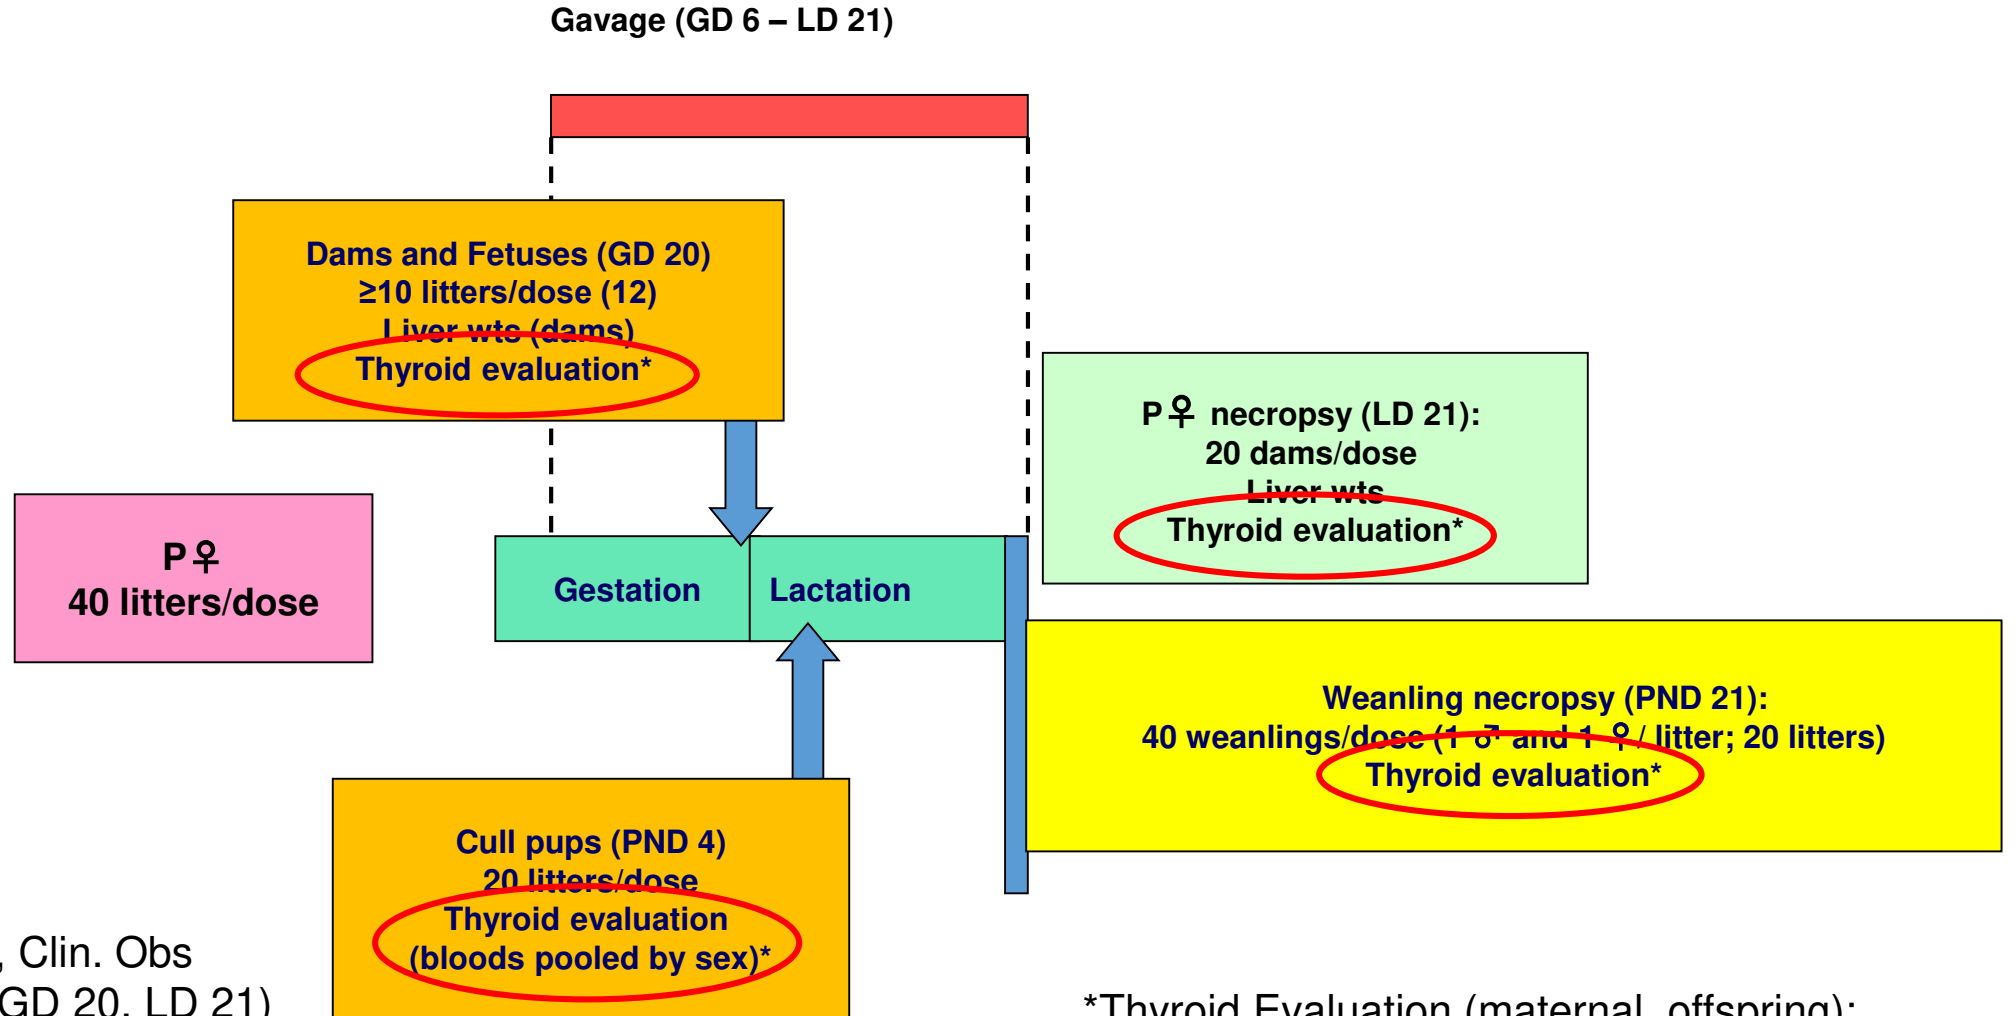 Gavage (GD 6 – LD 21)
Dams and Fetuses (GD 20)
≥10 litters/dose (12)
Liver wts (dams)
Thyroid evaluation*
P♀ necropsy (LD 21):
20 dams/dose
Liver wts
Thyroid evaluation*
P♀
40 litters/dose
Gestation
Lactation
Weanling necropsy (PND 21):
40 weanlings/dose (1 ♂ and 1 ♀/ litter; 20 litters)
Thyroid evaluation*
Cull pups (PND 4)
20 litters/dose
Thyroid evaluation
(bloods pooled by sex)*
, Clin. Obs
GD 20, LD 21)
*Thyroid Evaluation (maternal, offspring):